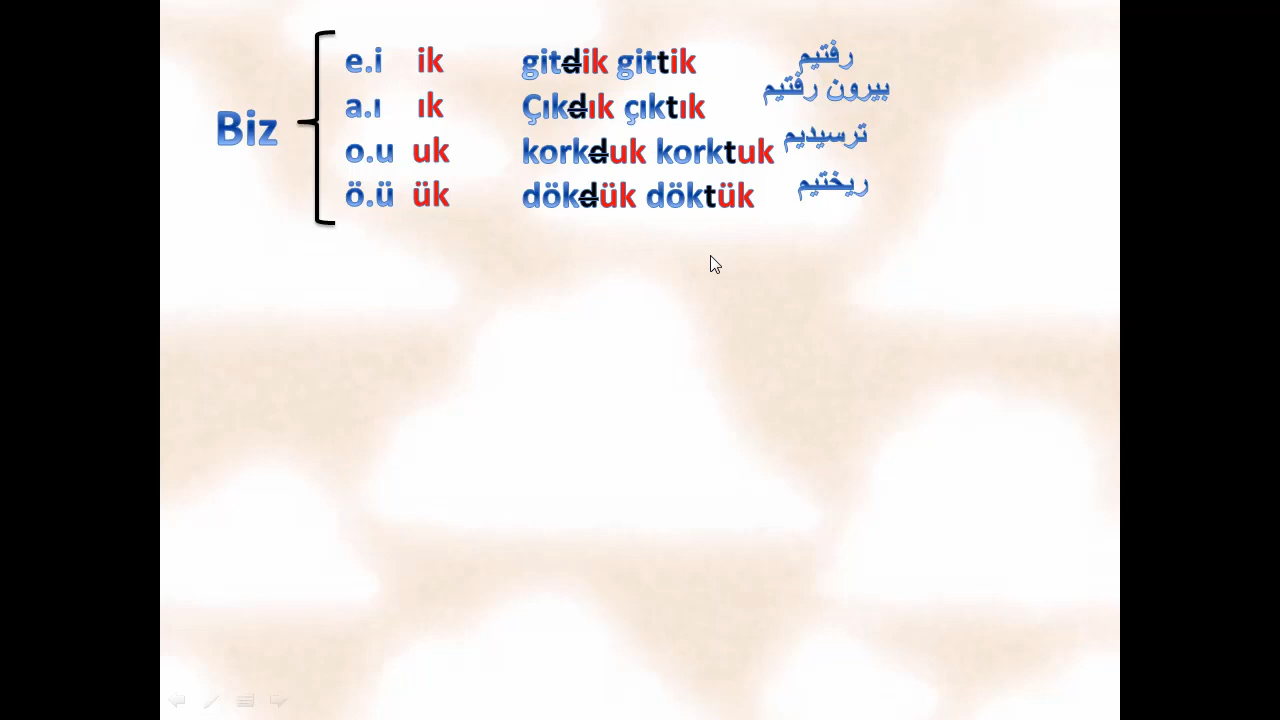 Biz
e.i ik gitdik gittik رفتیم
a.ı ık Çıkdık çıktık بیرون رفتیم
o.u uk korkduk korktuk ترسیدیم
ö.ü ük dökdük döktük ریختیم